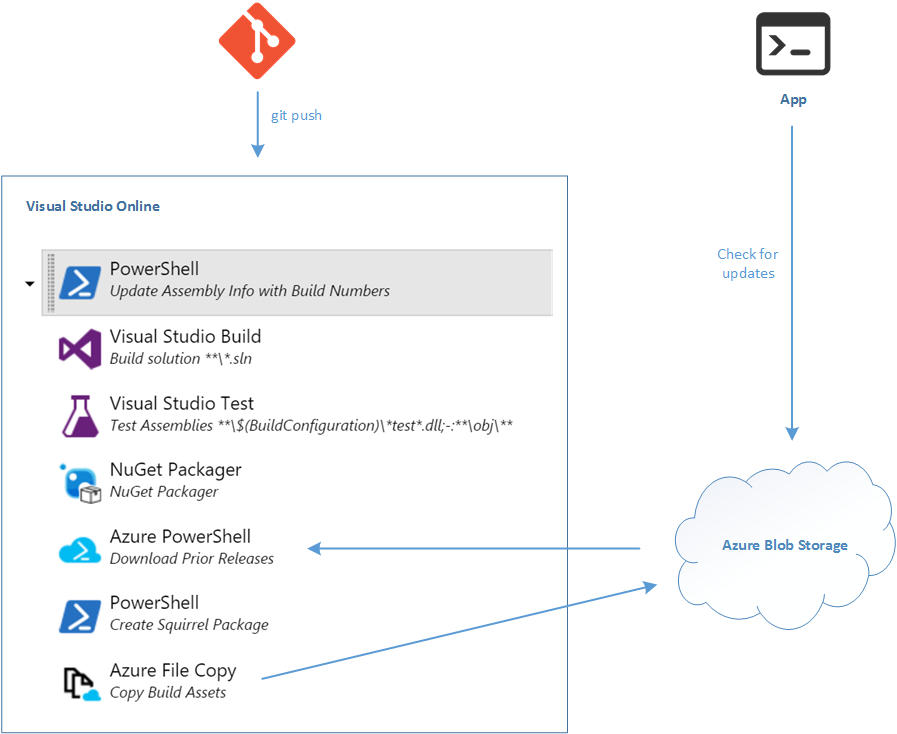 git push
App
Visual Studio Online
PowerShell
Update Assembly Info with Build Numbers
Visual Studio Build
Build solution **\*.sln
Visual Studio Test
Test Assemblies **\$(BuildConfiguration)\*test*.dll;-:**\obj\**
NuGet Packager
NuGet Packager
Azure PowerShell
Download Prior Releases
PowerShell
Create Squirrel Package
Azure File Copy
Copy Build Assets
Check for
updates
Azure Blob Storage